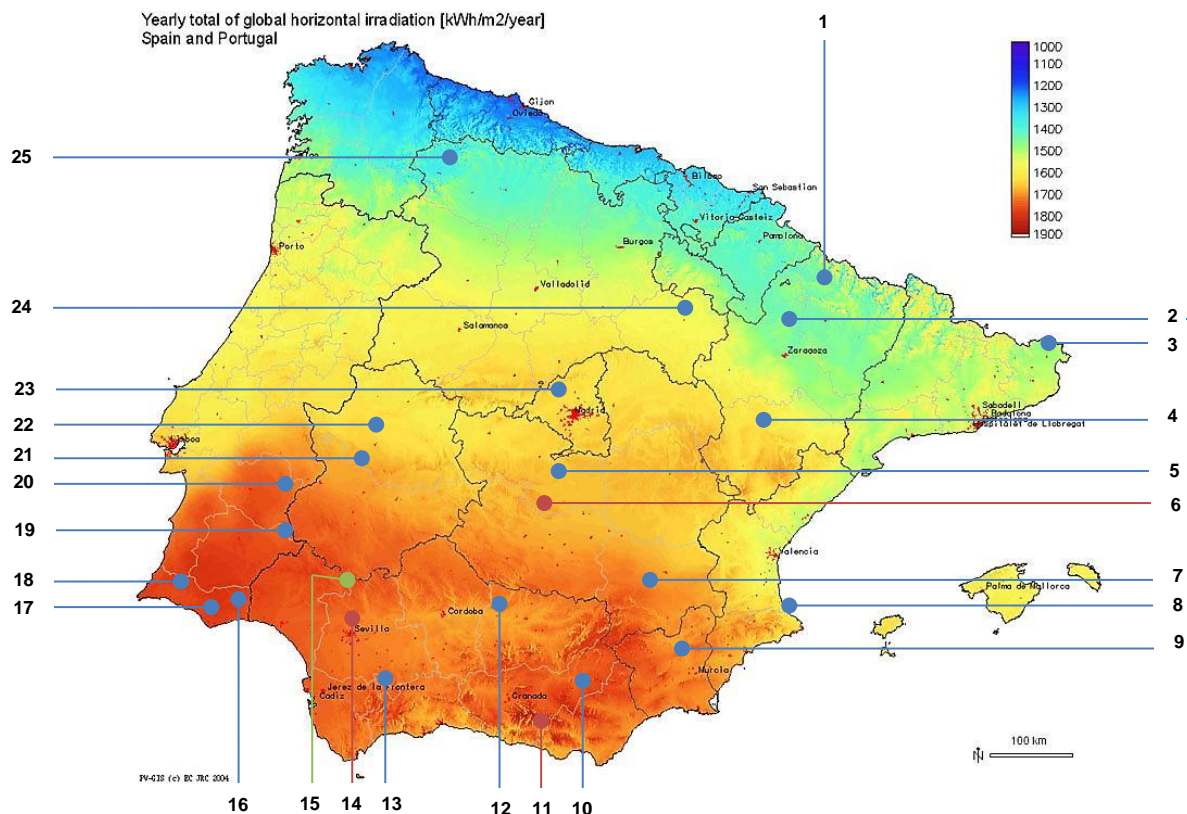 Yearly total of global horizontal irradiation [kWh/m2/year]
Spain and Portugal
1
1000
1100
1200
1300
1400
1500
1600
1700
1800
1900
Gijon
Oviedo
25
Bilbao
San Sebastian
Vitoria-Casteiz
Pamplona
Burgos
Porto
Valladolid
24
2
Salamanca
3
Zaragoza
23
Madrid
Sabadell
Badalona
Hospitalet de Llobregat
4
22
Lisboa
21
5
20
6
19
Valencia
18
7
Palma de Mallorca
17
8
Cordoba
Sevilla
9
Murcia
Jerez de la Frontera
Cadiz
Granada
N
100 km
PV-GIS (c) EC JRC 2004
16
15
14
13
12
11
10